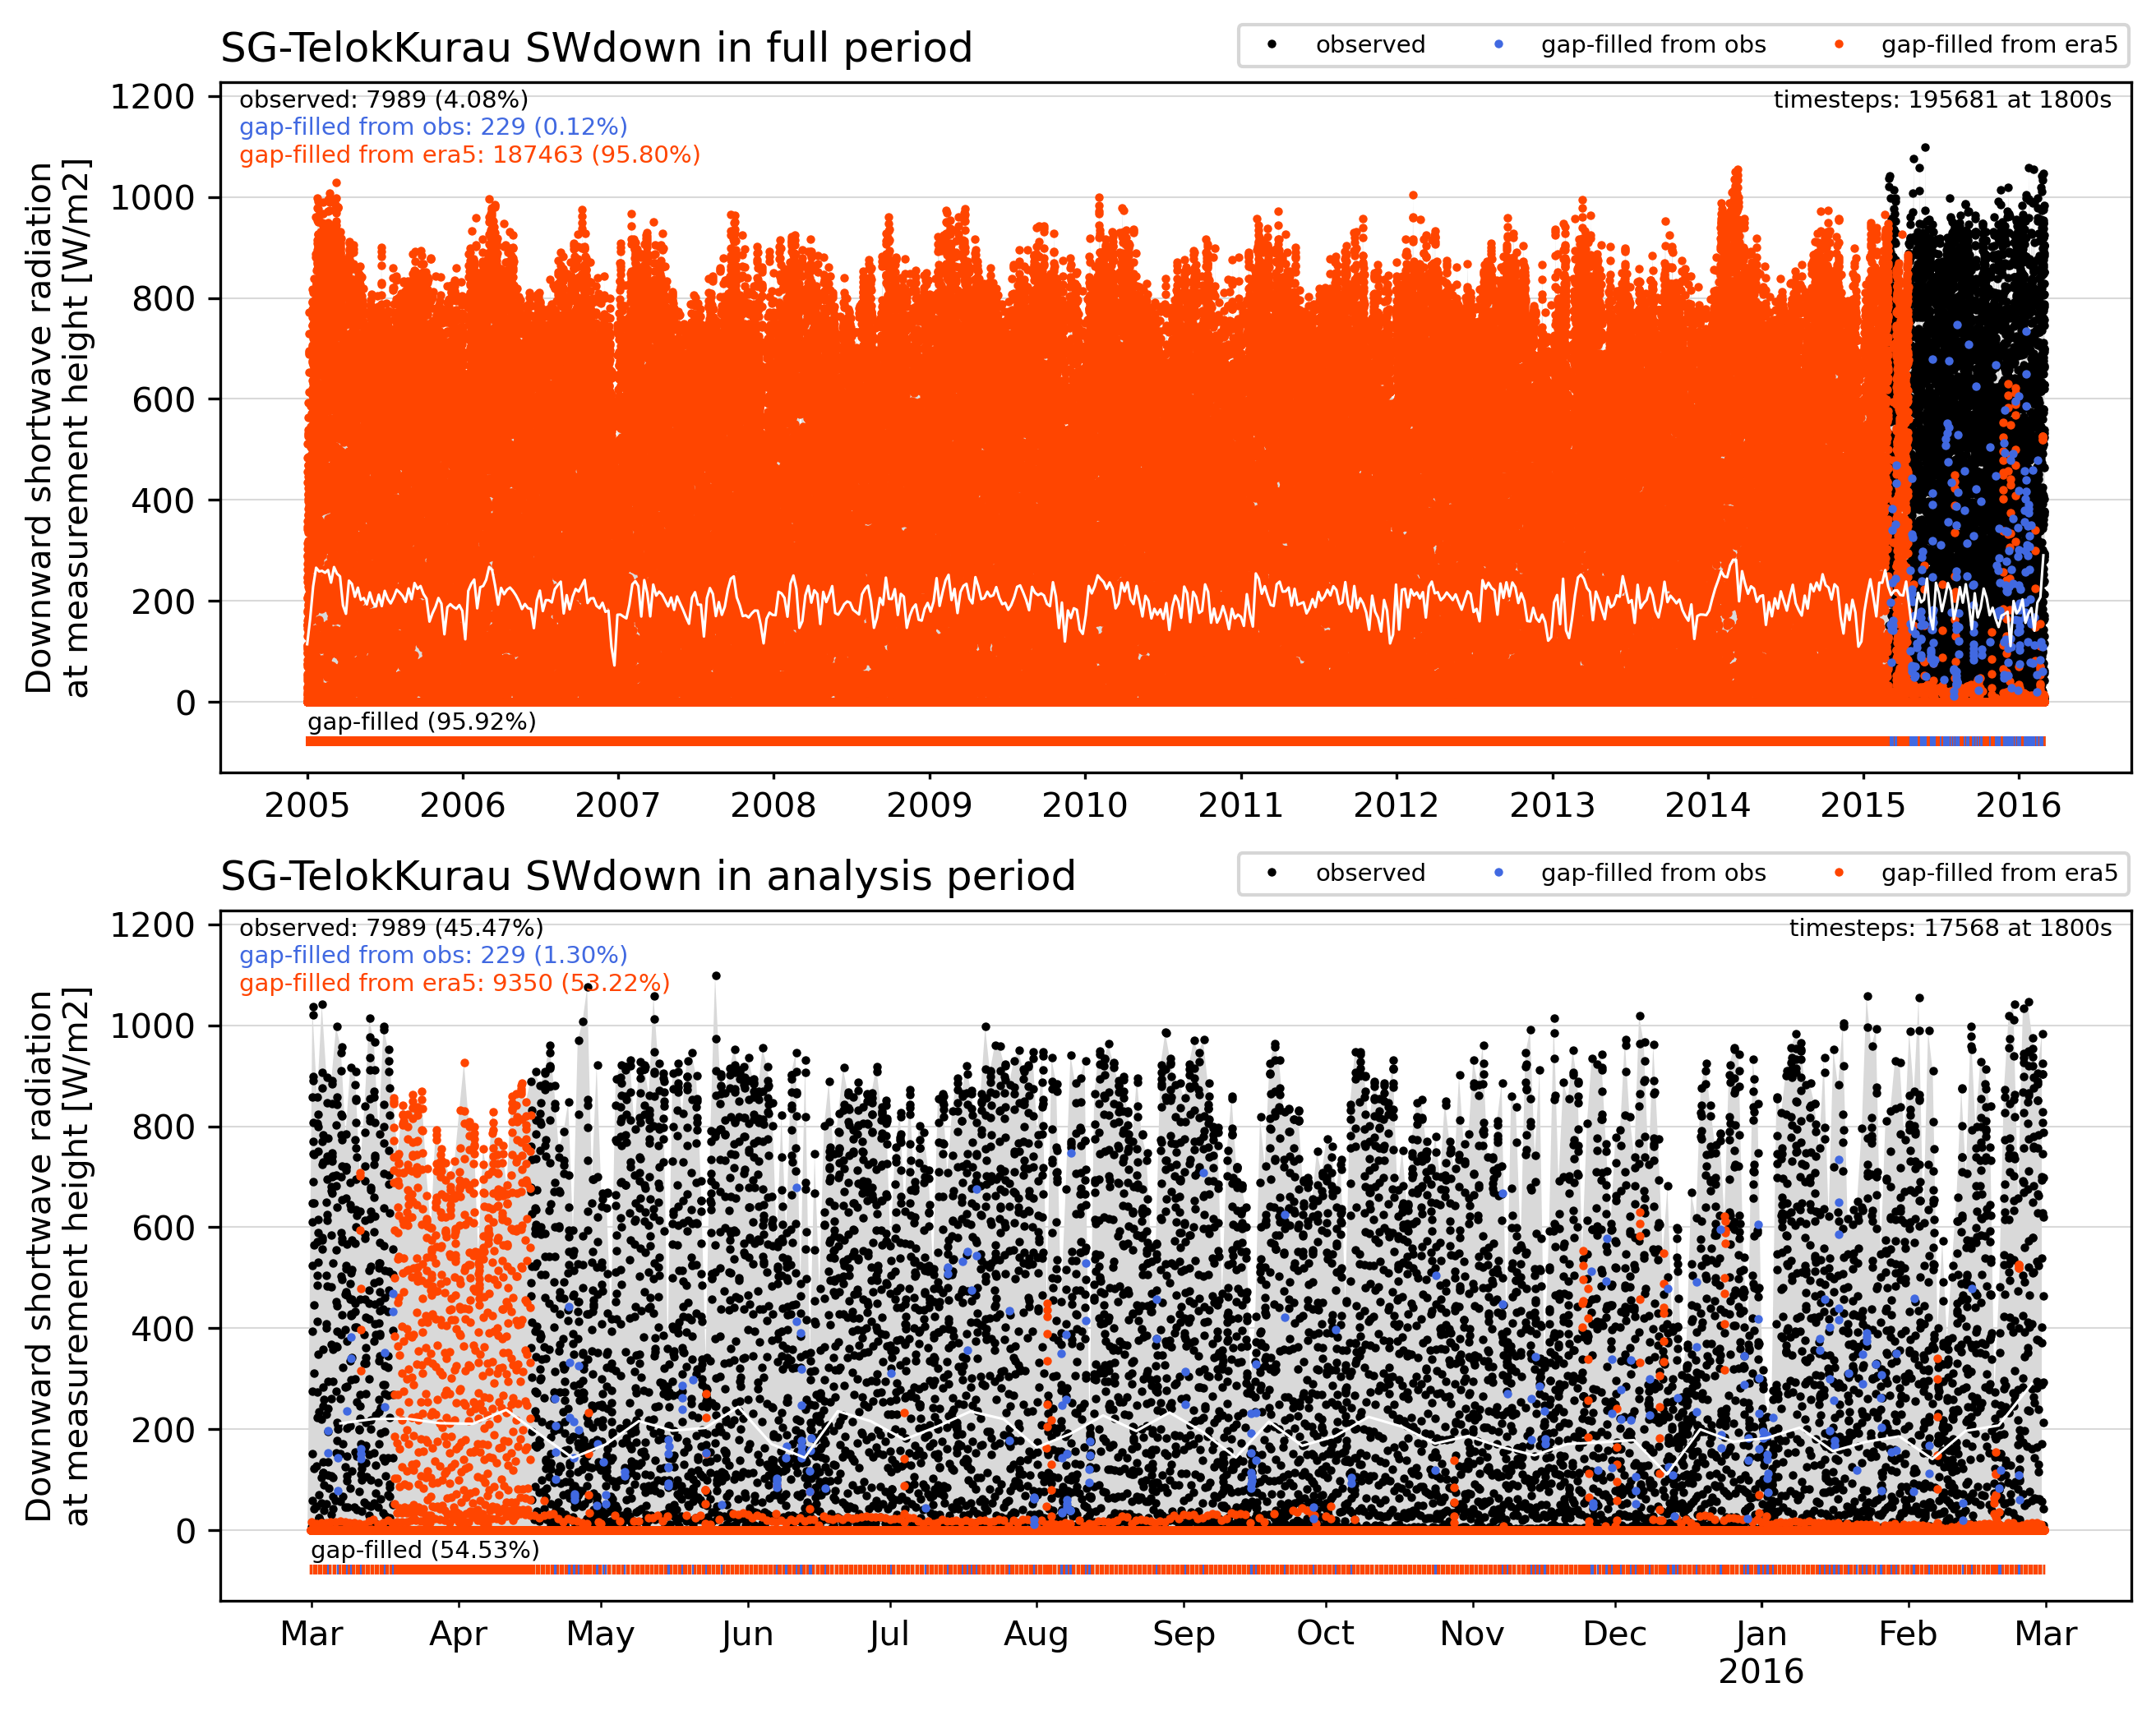 SG-TelokKurau SWdown in full period
observed
gap-filled from obs
gap-filled from era5
1200
1000
800
600
400
200
0
Downward shortwave radiation
at measurement height [W/m2]
observed: 7989 (4.08%)
gap-filled from obs: 229 (0.12%)
gap-filled from era5: 187463 (95.80%)
timesteps: 195681 at 1800s
gap-filled (95.92%)
2005 2006 2007 2008 2009 2010 2011 2012 2013 2014 2015 2016
SG-TelokKurau SWdown in analysis period
observed
gap-filled from obs
gap-filled from era5
1200
1000
800
600
400
200
0
Downward shortwave radiation
at measurement height [W/m2]
observed: 7989 (45.47%)
gap-filled from obs: 229 (1.30%)
gap-filled from era5: 9350 (53.22%)
timesteps: 17568 at 1800s
gap-filled (54.53%)
Mar Apr May Jun Jul Aug Sep Oct Nov Dec Jan Feb Mar
2016